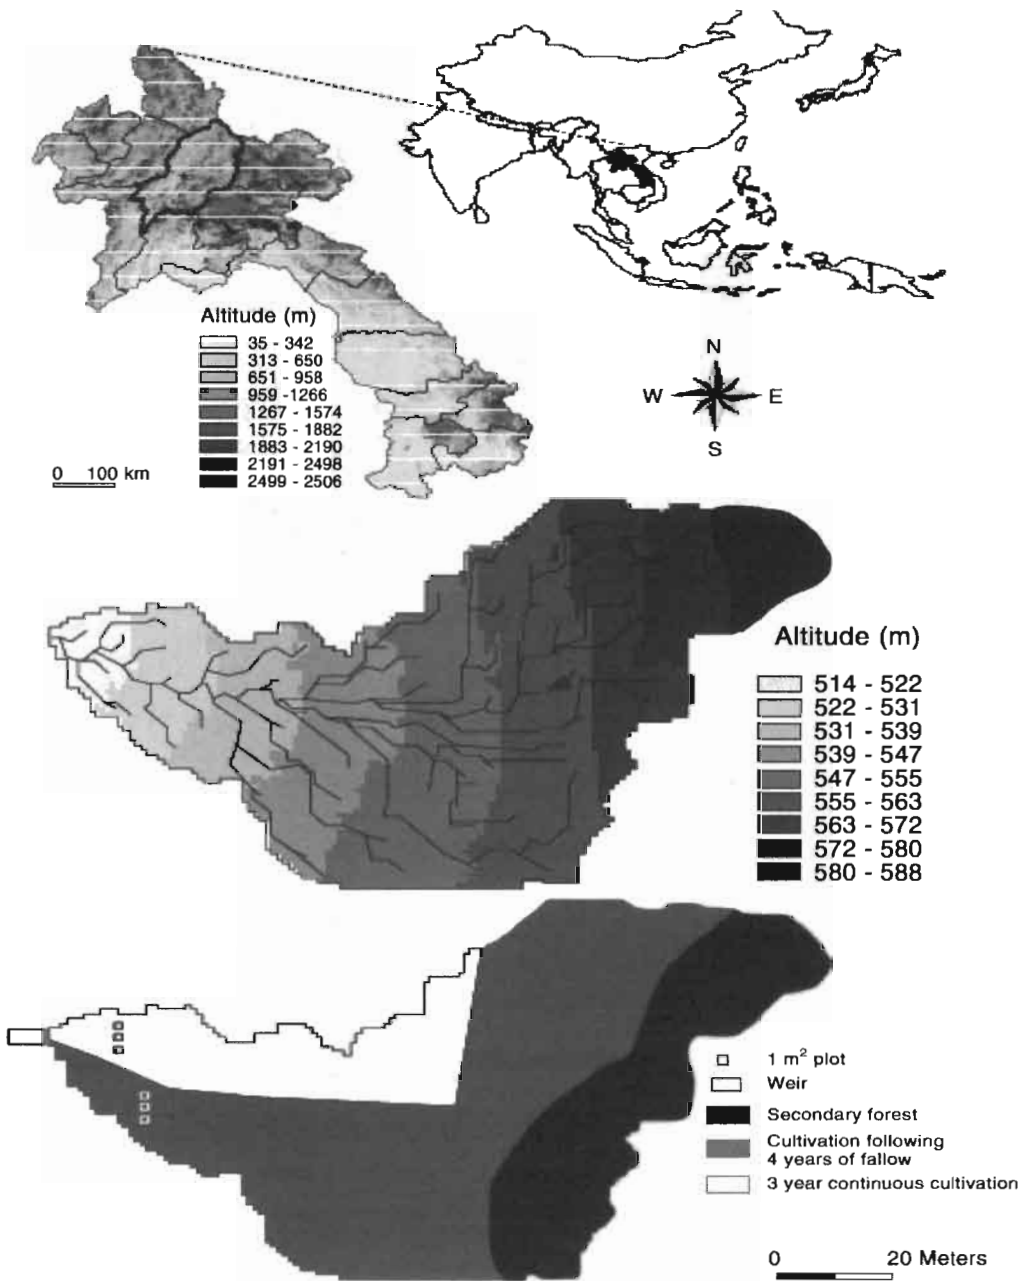 Altitude (m)
35 - 342
313 - 650
651 - 958
959 -1266
1267 - 1574
1575 - 1882
1883 - 2190
2191 - 2498
2499 - 2506
0 100 km
N
W E
S
Altitude (m)
514 - 522
522 - 531
531 - 539
539 - 547
547 - 555
555 - 563
563 - 572
572 - 580
580 - 588
1 m² plot
Weir
Secondary forest
Cultivation following
4 years of fallow
3 year continuous cultivation
0 20 Meters